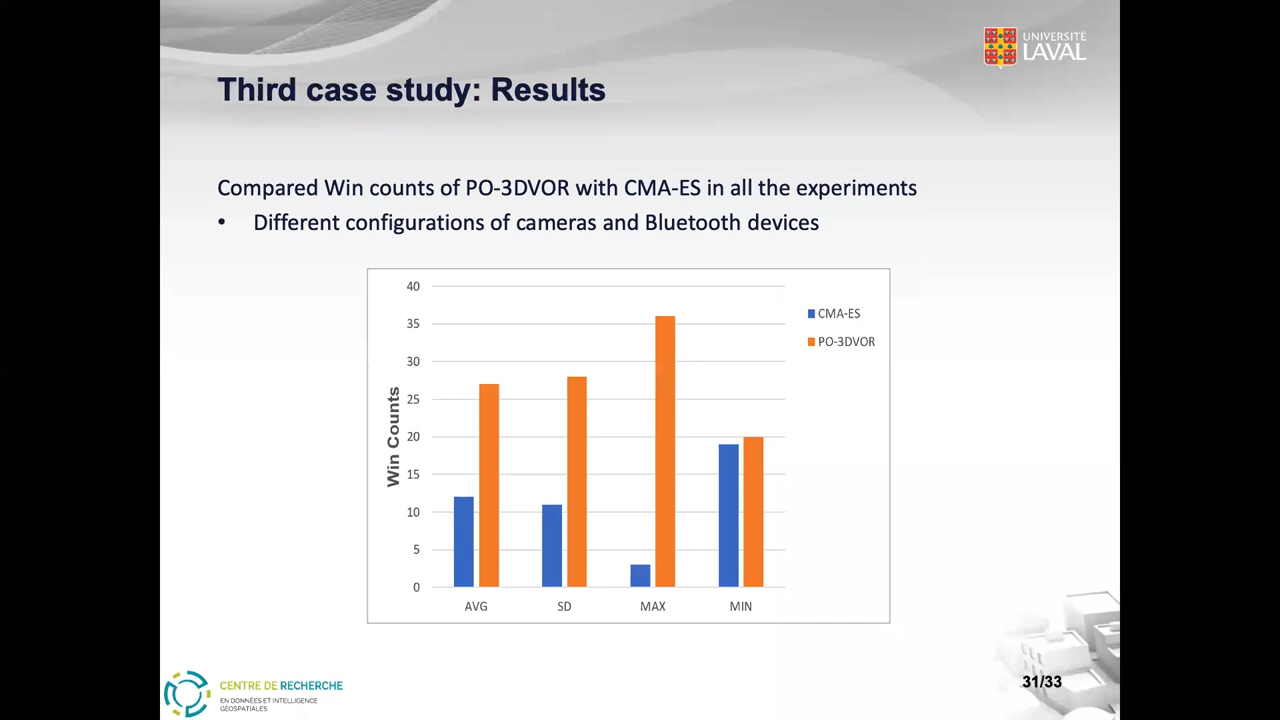 UNIVERSITÉ
LAVAL
Third case study: Results
Compared Win counts of PO-3DVOR with CMA-ES in all the experiments
• Different configurations of cameras and Bluetooth devices
40
35
30
25
20
15
10
5
0
Win Counts
AVG
SD
MAX
MIN
CMA-ES
PO-3DVOR
CENTRE DE RECHERCHE
EN DONNÉES ET INTELLIGENCE
GÉOSPATIALES
31/33